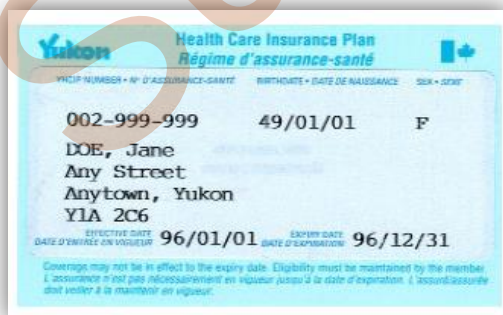 Yukon
Health Care Insurance Plan
Régime d'assurance-santé
YHCIP NUMBER • Nº D'ASSURANCE-SANTÉ BIRTHDATE • DATE DE NAISSANCE SEX • SEXE
002-999-999 49/01/01 F
DOE, Jane
Any Street
Anytown, Yukon
Y1A 2C6
EFFECTIVE DATE EXPIRY DATE
DATE D'ENTRÉE EN VIGUEUR 96/01/01 DATE D'EXPIRATION 96/12/31
Coverage may not be in effect to the expiry date. Eligibility must be maintained by the member.
L'assurance n'est pas nécessairement en vigueur jusqu'à la date d'expiration. L'assuré/assurée
doit veiller à la maintenir en vigueur.